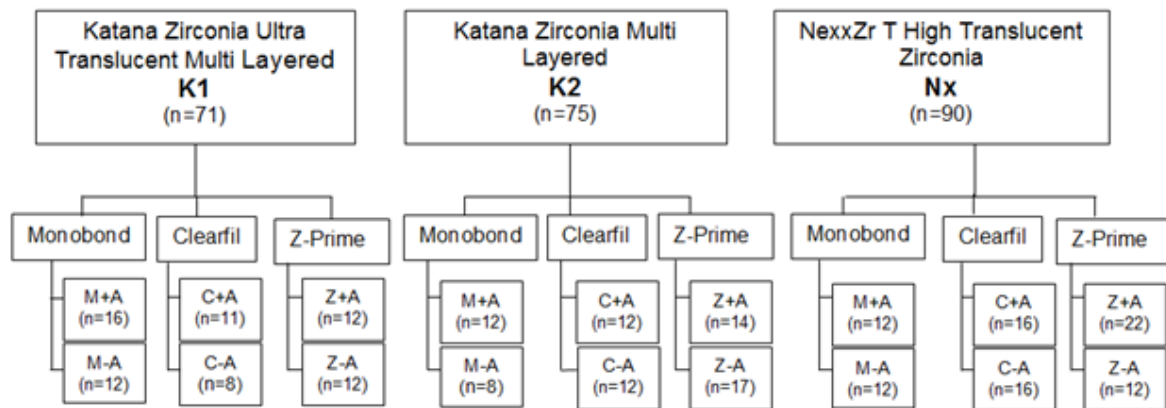 Katana Zirconia Ultra
Translucent Multi Layered
K1
(n=71)
Katana Zirconia Multi
Layered
K2
(n=75)
NexxZr T High Translucent
Zirconia
Nx
(n=90)
Monobond
Clearfil
Z-Prime
M+A
(n=16)
C+A
(n=11)
Z+A
(n=12)
M-A
(n=12)
C-A
(n=8)
Z-A
(n=12)
Monobond
Clearfil
Z-Prime
M+A
(n=12)
C+A
(n=12)
Z+A
(n=14)
M-A
(n=8)
C-A
(n=12)
Z-A
(n=17)
Monobond
Clearfil
Z-Prime
M+A
(n=12)
C+A
(n=16)
Z+A
(n=22)
M-A
(n=12)
C-A
(n=16)
Z-A
(n=12)